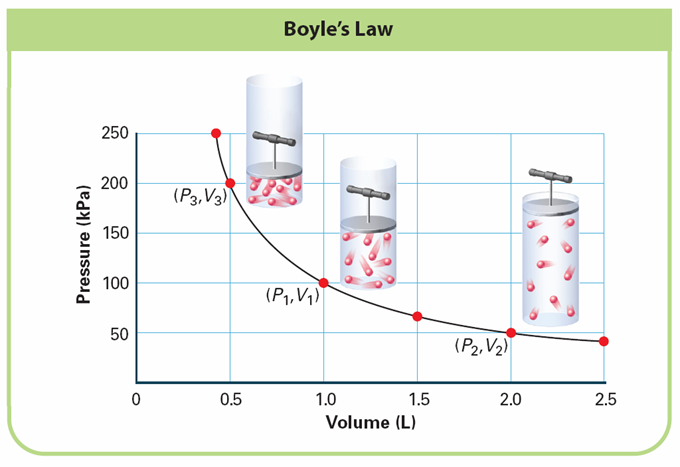 Boyle's Law
250
200
150
100
50
Pressure (kPa)
(P₃,V₃)
(P₁,V₁)
(P₂,V₂)
0 0.5 1.0 1.5 2.0 2.5
Volume (L)